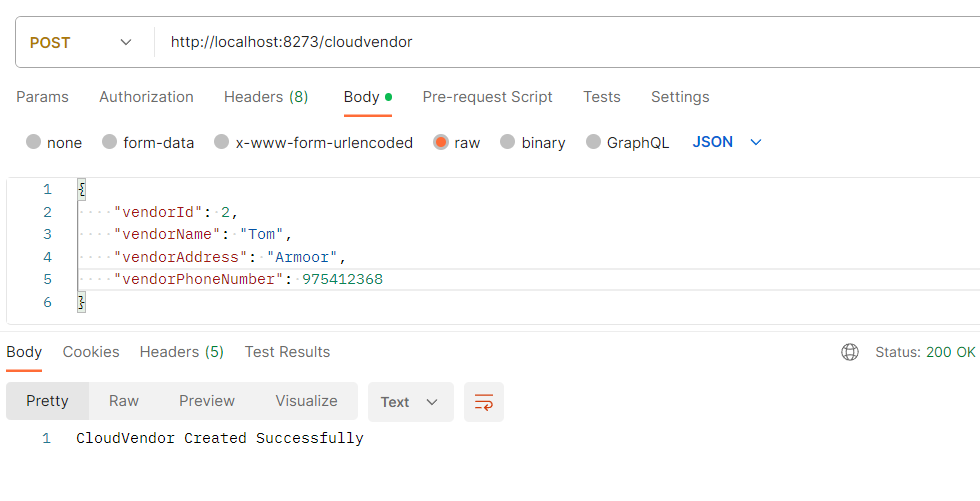 POST http://localhost:8273/cloudvendor
Params Authorization Headers (8) Body Pre-request Script Tests Settings
none form-data x-www-form-urlencoded raw binary GraphQL JSON
1 {
2 "vendorId": 2,
3 "vendorName": "Tom",
4 "vendorAddress": "Armoor",
5 "vendorPhoneNumber": 975412368
6 }
Body Cookies Headers (5) Test Results Status: 200 OK
Pretty Raw Preview Visualize Text
1 CloudVendor Created Successfully